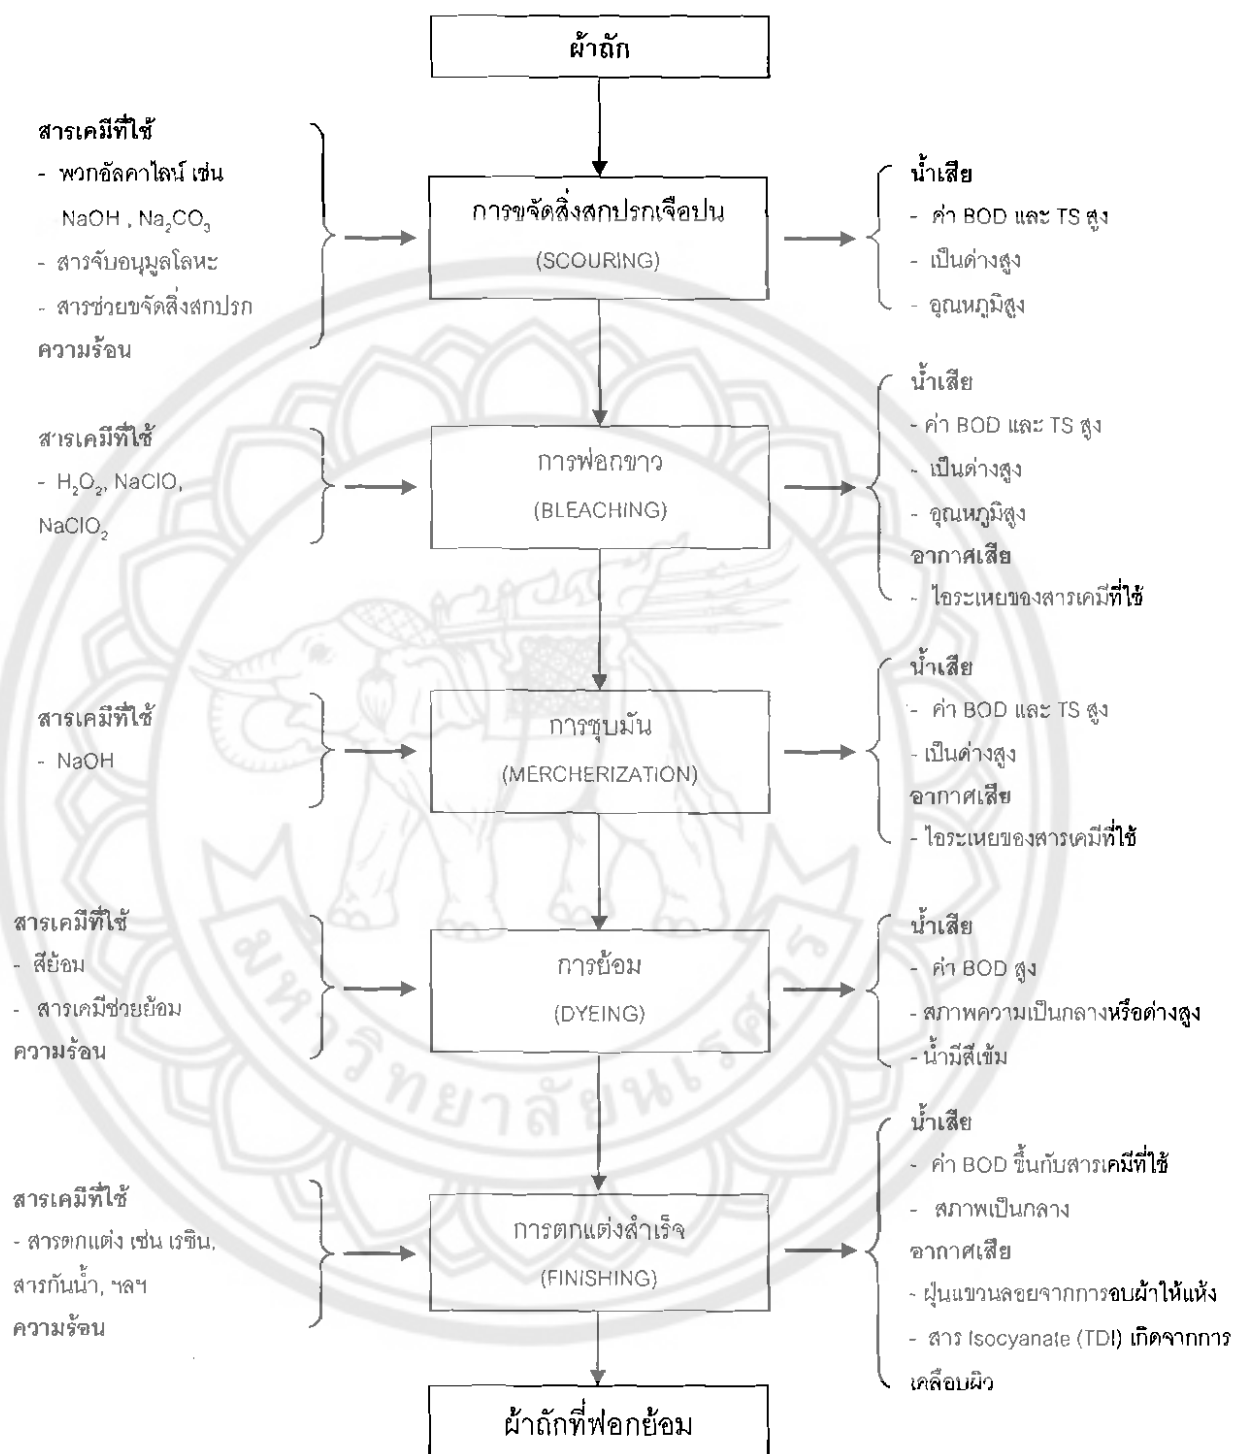 ผ้าถัก
สารเคมีที่ใช้
- พวกอัลคาไลน์ เช่น
NaOH , Na₂CO₃
- สารจับอนุมูลโลหะ
- สารช่วยขจัดสิ่งสกปรก
ความร้อน
การขจัดสิ่งสกปรกเจือปน
(SCOURING)
น้ำเสีย
- ค่า BOD และ TS สูง
- เป็นด่างสูง
- อุณหภูมิสูง
สารเคมีที่ใช้
- H₂O₂, NaClO,
NaClO₂
การฟอกขาว
(BLEACHING)
น้ำเสีย
- ค่า BOD และ TS สูง
- เป็นด่างสูง
- อุณหภูมิสูง
อากาศเสีย
- ไอระเหยของสารเคมีที่ใช้
สารเคมีที่ใช้
- NaOH
การชุบมัน
(MERCHERIZATION)
น้ำเสีย
- ค่า BOD และ TS สูง
- เป็นด่างสูง
อากาศเสีย
- ไอระเหยของสารเคมีที่ใช้
สารเคมีที่ใช้
- สีย้อม
- สารเคมีช่วยย้อม
ความร้อน
การย้อม
(DYEING)
น้ำเสีย
- ค่า BOD สูง
- สภาพความเป็นกลางหรือด่างสูง
- น้ำมีสีเข้ม
มหาวิทยาลัยนเรศวร
สารเคมีที่ใช้
- สารตกแต่ง เช่น เรซิน,
สารกันน้ำ, ฯลฯ
ความร้อน
การตกแต่งสำเร็จ
(FINISHING)
น้ำเสีย
- ค่า BOD ขึ้นกับสารเคมีที่ใช้
- สภาพเป็นกลาง
อากาศเสีย
- ฝุ่นแขวนลอยจากการอบผ้าให้แห้ง
- สาร Isocyanate (TDI) เกิดจากการ
เคลือบผิว
ผ้าถักที่ฟอกย้อม